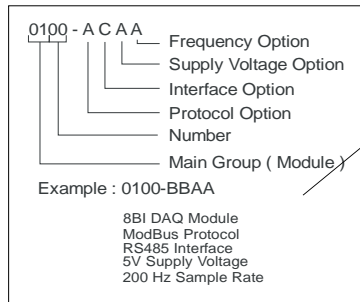 0100-ACAA
Frequency Option
Supply Voltage Option
Interface Option
Protocol Option
Number
Main Group ( Module )
Example : 0100-BBAA
8BI DAQ Module
ModBus Protocol
RS485 Interface
5V Supply Voltage
200 Hz Sample Rate